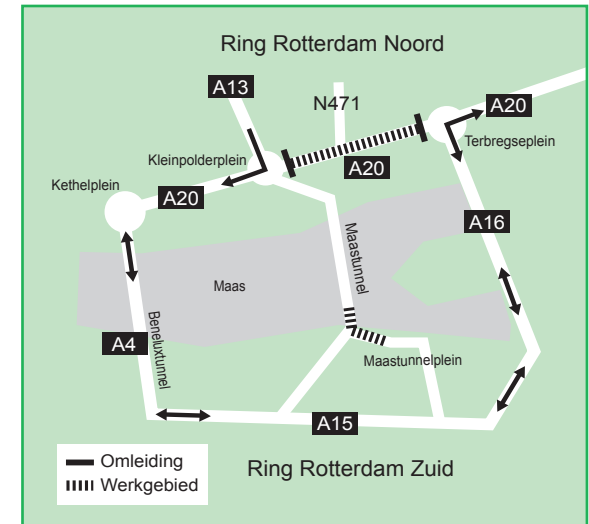 Ring Rotterdam Noord
A13
N471
A20
Terbregseplein
Kleinpolderplein
A20
Kethelplein
A20
A16
Maastunnel
Maas
Beneluxtunnel
A4
Maastunnelplein
A15
Omleiding
Werkgebied
Ring Rotterdam Zuid